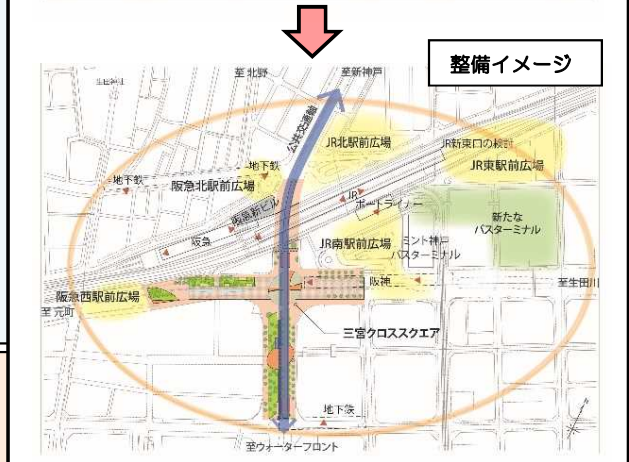 整備イメージ
生田神社
至 北野
至新神戸
公共交通軸
JR北駅前広場
JR新東口の検討
JR東駅前広場
地下鉄
地下鉄
阪急北駅前広場
阪急新ビル
JR
ポートライナー
阪急
JR南駅前広場
ミント神戸
バスターミナル
新たな
バスターミナル
阪神
至生田川
阪急西駅前広場
至 元町
三宮クロススクエア
地下鉄
至ウォーターフロント